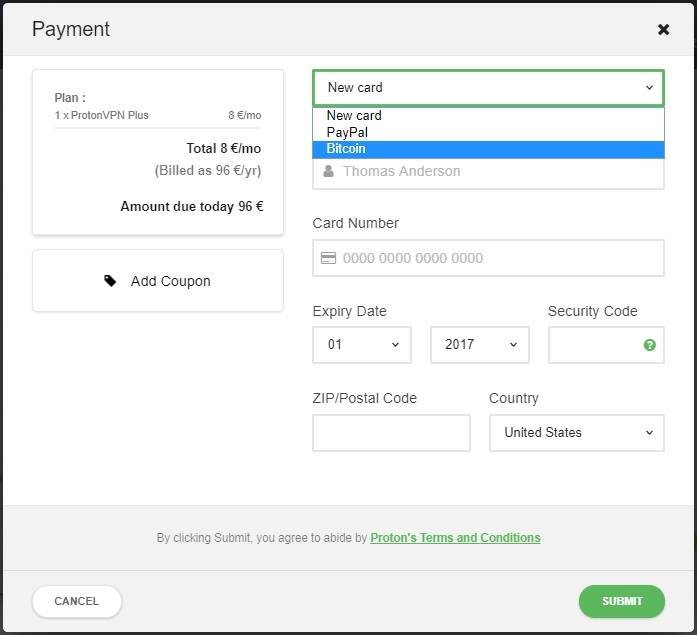 Payment
Plan :
1 x ProtonVPN Plus 8 €/mo
Total 8 €/mo
(Billed as 96 €/yr)
Amount due today 96 €
Add Coupon
New card
New card
PayPal
Bitcoin
Thomas Anderson
Card Number
0000 0000 0000 0000
Expiry Date Security Code
01 2017 ?
ZIP/Postal Code Country
United States
By clicking Submit, you agree to abide by Proton's Terms and Conditions
CANCEL SUBMIT